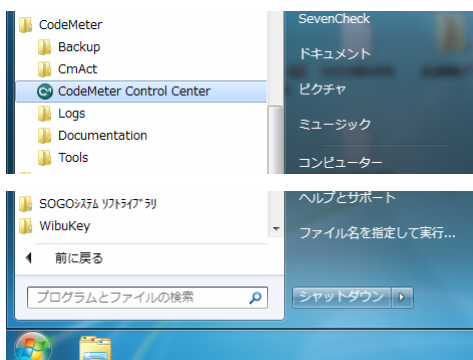 CodeMeter
Backup
CmAct
CodeMeter Control Center
Logs
Documentation
Tools
SevenCheck
ドキュメント
ピクチャ
ミュージック
コンピューター
SOGOｼｽﾃﾑ ｿﾌﾄﾗｲﾌﾞﾗﾘ
WibuKey
前に戻る
プログラムとファイルの検索
ヘルプとサポート
ファイル名を指定して実行...
シャットダウン